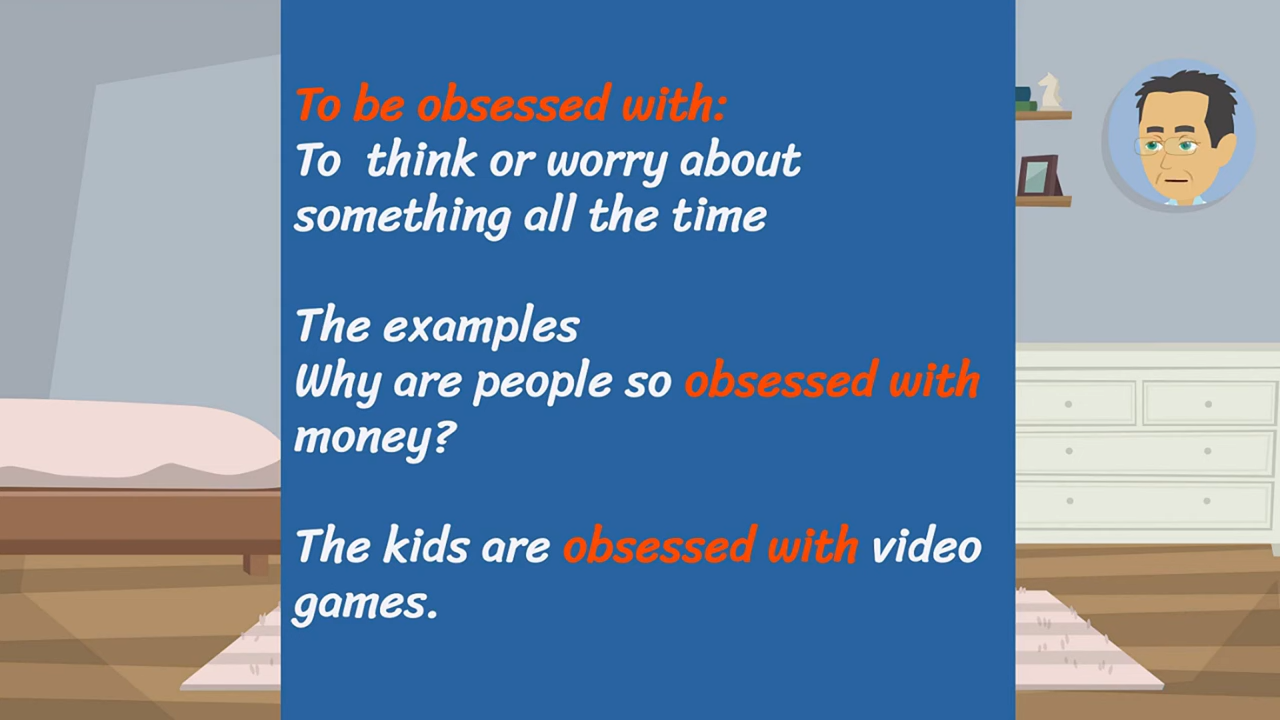 To be obsessed with:
To think or worry about
something all the time
The examples
Why are people so obsessed with
money?
The kids are obsessed with video
games.